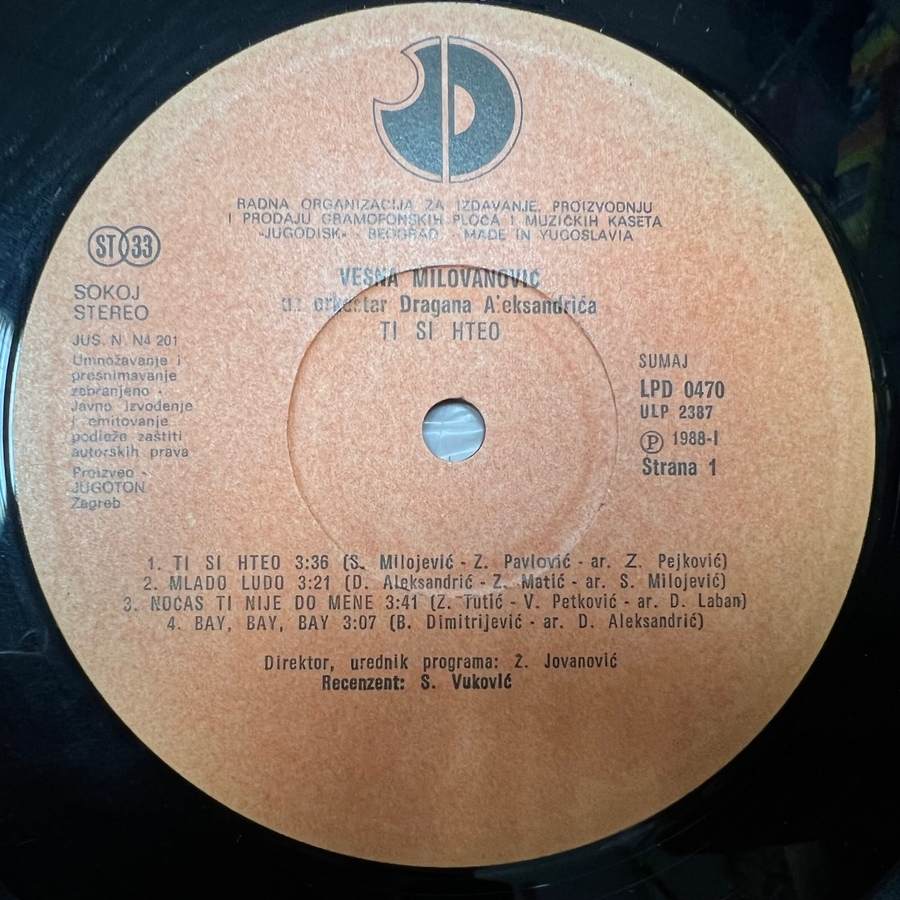 RADNA ORGANIZACIJA ZA IZDAVANJE, PROIZVODNJU
I PRODAJU GRAMOFONSKIH PLOČA I MUZIČKIH KASETA
-JUGODISK- - BEOGRAD - MADE IN YUGOSLAVIA
ST 33
SOKOJ
STEREO
JUS. N. N4 201
Umnožavanje i
presnimavanje
zabranjeno -
Javno izvođenje
i emitovanje
podleže zaštiti
autorskih prava
Proizveo -
JUGOTON
Zagreb
VESNA MILOVANOVIĆ
uz orkestar Dragana Aleksandrića
TI SI HTEO
SUMAJ
LPD 0470
ULP 2387
Ⓟ 1988-I
Strana 1
1. TI SI HTEO 3:36 (S. Milojević - Z. Pavlović - ar. Z. Pejković)
2. MLADO LUDO 3:21 (D. Aleksandrić - Z. Matić - ar. S. Milojević)
3. NOĆAS TI NIJE DO MENE 3:41 (Z. Tutić - V. Petković - ar. D. Laban)
4. BAY, BAY, BAY 3:07 (B. Dimitrijević - ar. D. Aleksandrić)
Direktor, urednik programa: Ž. Jovanović
Recenzent: S. Vuković